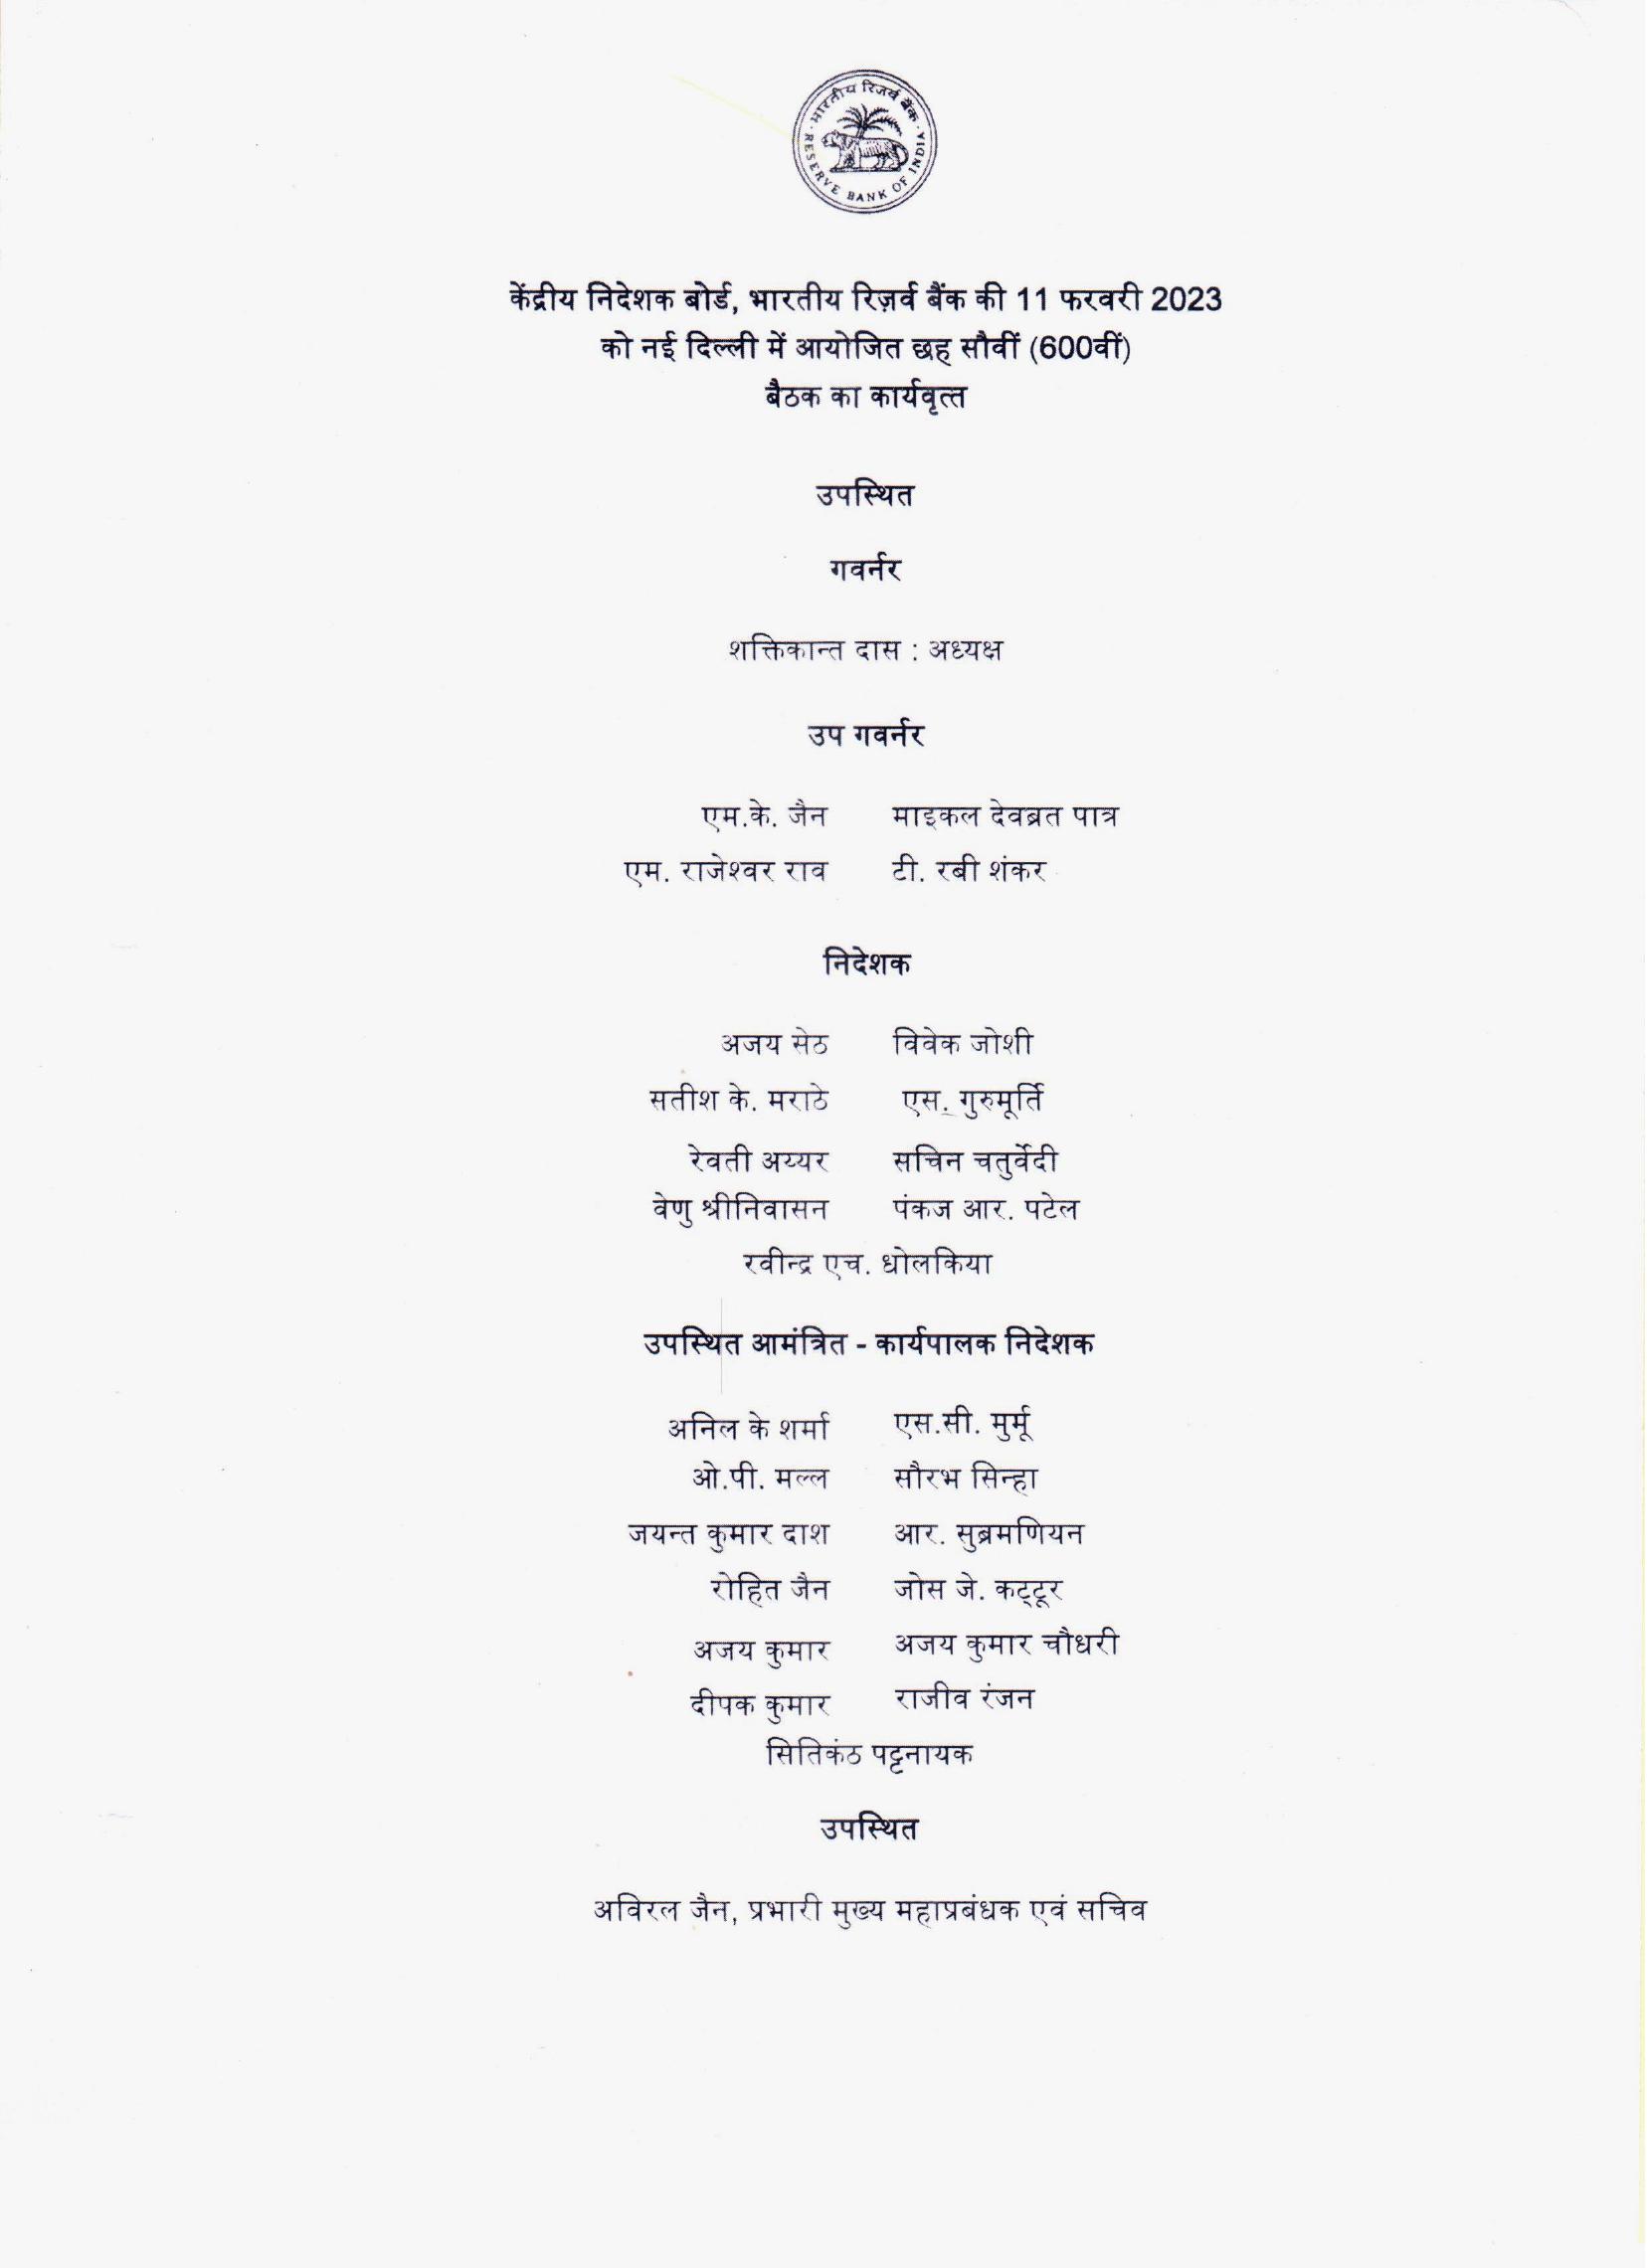 भारतीय रिज़र्व बैंक
RESERVE BANK OF INDIA
केंद्रीय निदेशक बोर्ड, भारतीय रिज़र्व बैंक की 11 फरवरी 2023
को नई दिल्ली में आयोजित छह सौवीं (600वीं)
बैठक का कार्यवृत्त
उपस्थित
गवर्नर
शक्तिकान्त दास : अध्यक्ष
उप गवर्नर
एम.के. जैन माइकल देवब्रत पात्र
एम. राजेश्वर राव टी. रबी शंकर
निदेशक
अजय सेठ विवेक जोशी
सतीश के. मराठे एस. गुरुमूर्ति
रेवती अय्यर सचिन चतुर्वेदी
वेणु श्रीनिवासन पंकज आर. पटेल
रवीन्द्र एच. धोलकिया
उपस्थित आमंत्रित - कार्यपालक निदेशक
अनिल के शर्मा एस.सी. मुर्मू
ओ.पी. मल्ल सौरभ सिन्हा
जयन्त कुमार दाश आर. सुब्रमणियन
रोहित जैन जोस जे. कट्टूर
अजय कुमार अजय कुमार चौधरी
दीपक कुमार राजीव रंजन
सितिकंठ पट्टनायक
उपस्थित
अविरल जैन, प्रभारी मुख्य महाप्रबंधक एवं सचिव